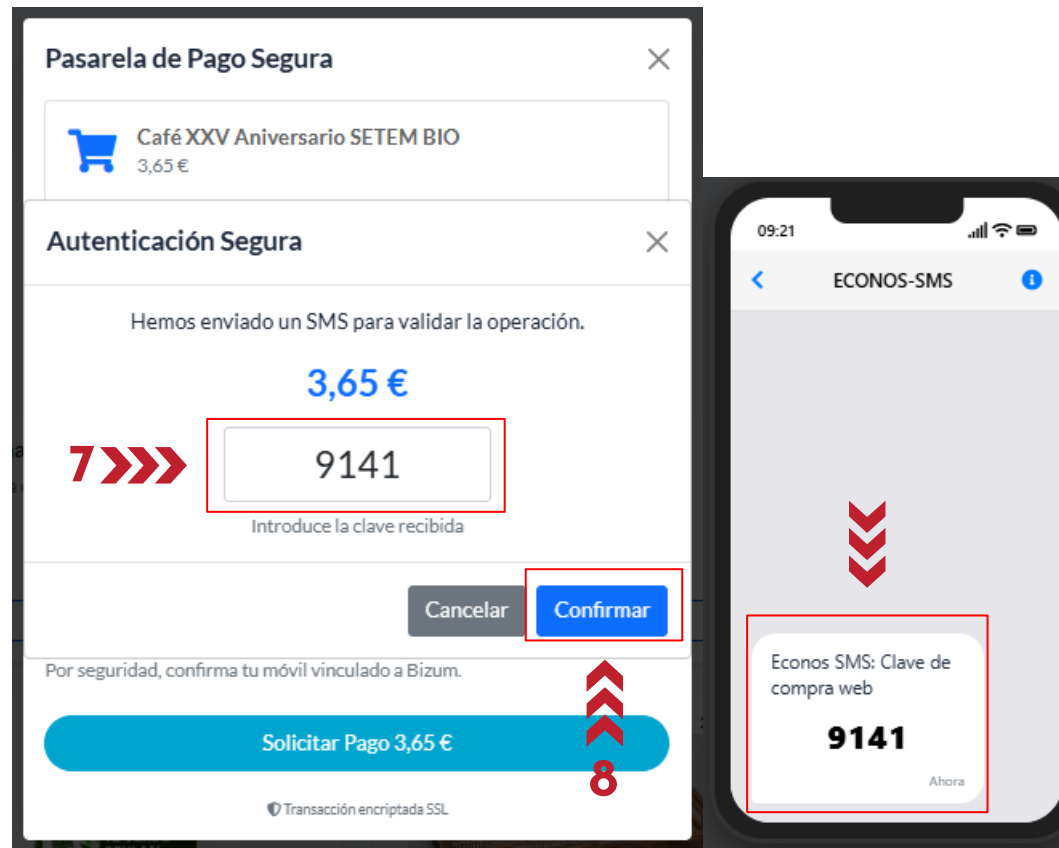 Pasarela de Pago Segura
Café XXV Aniversario SETEM BIO
3,65 €
Autenticación Segura
Hemos enviado un SMS para validar la operación.
3,65 €
7
9141
Introduce la clave recibida
Cancelar
Confirmar
Por seguridad, confirma tu móvil vinculado a Bizum.
Solicitar Pago 3,65 €
8
Transacción encriptada SSL
09:21
ECONOS-SMS
Econos SMS: Clave de
compra web
9141
Ahora